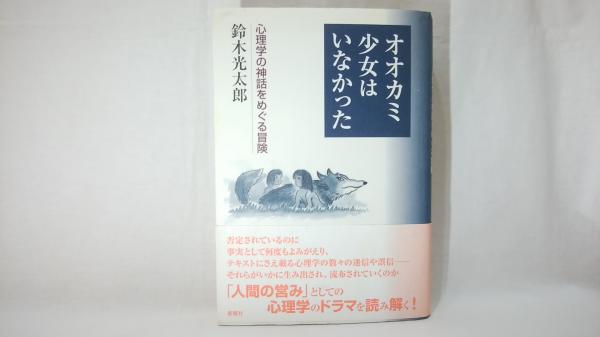 オオカミ
少女は
いなかった
心理学の神話をめぐる冒険
鈴木光太郎
否定されているのに
事実として何度もよみがえり、
テキストにさえ載る心理学の数々の迷信や誤信——
それらがいかに生み出され、流布されていくのか
「人間の営み」としての
心理学のドラマを読み解く!
新曜社